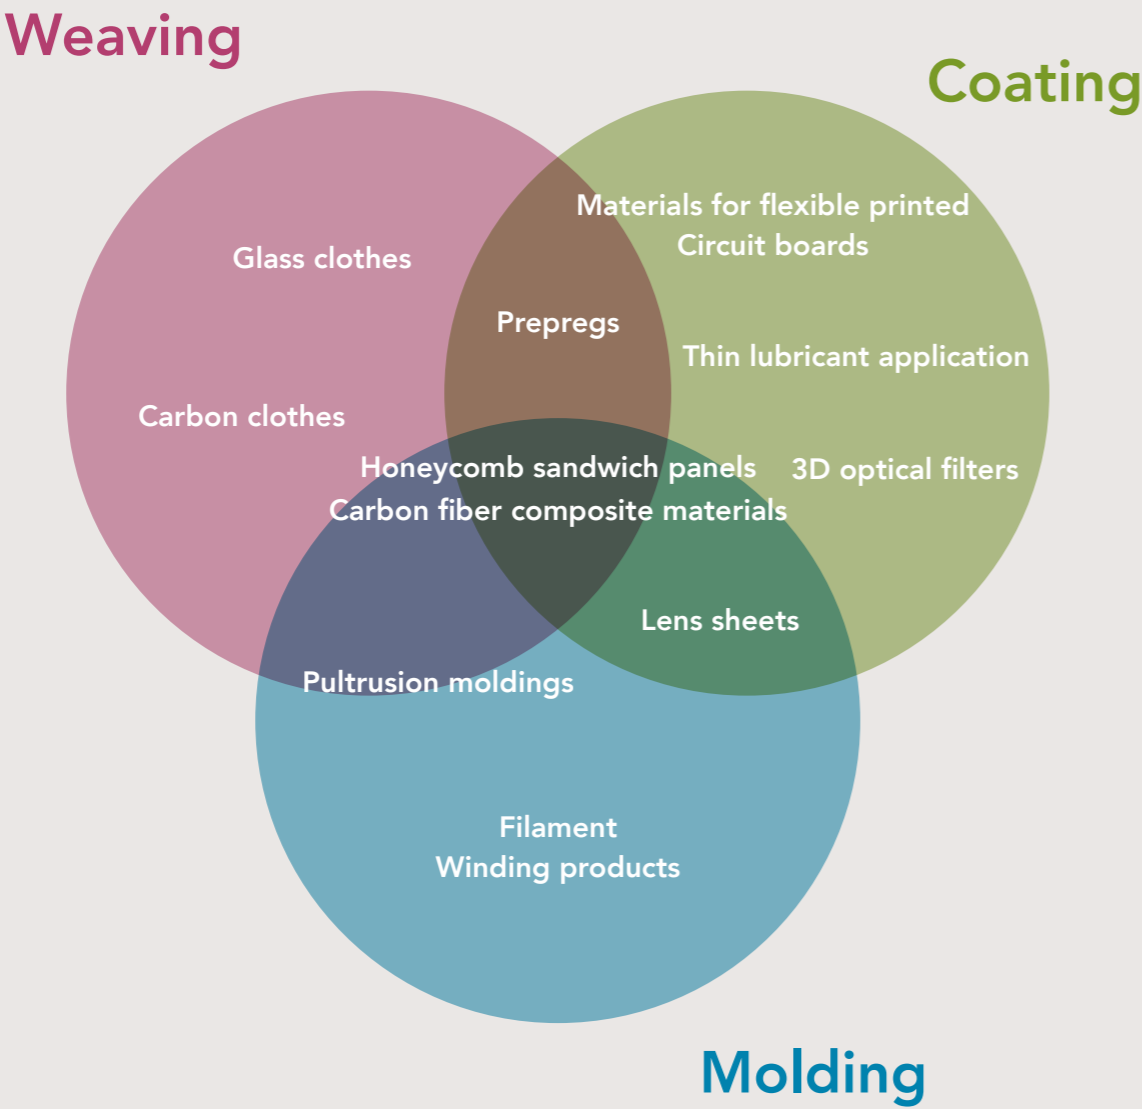 Weaving
Coating
Materials for flexible printed
Circuit boards
Glass clothes
Prepregs
Thin lubricant application
Carbon clothes
Honeycomb sandwich panels
3D optical filters
Carbon fiber composite materials
Lens sheets
Pultrusion moldings
Filament
Winding products
Molding